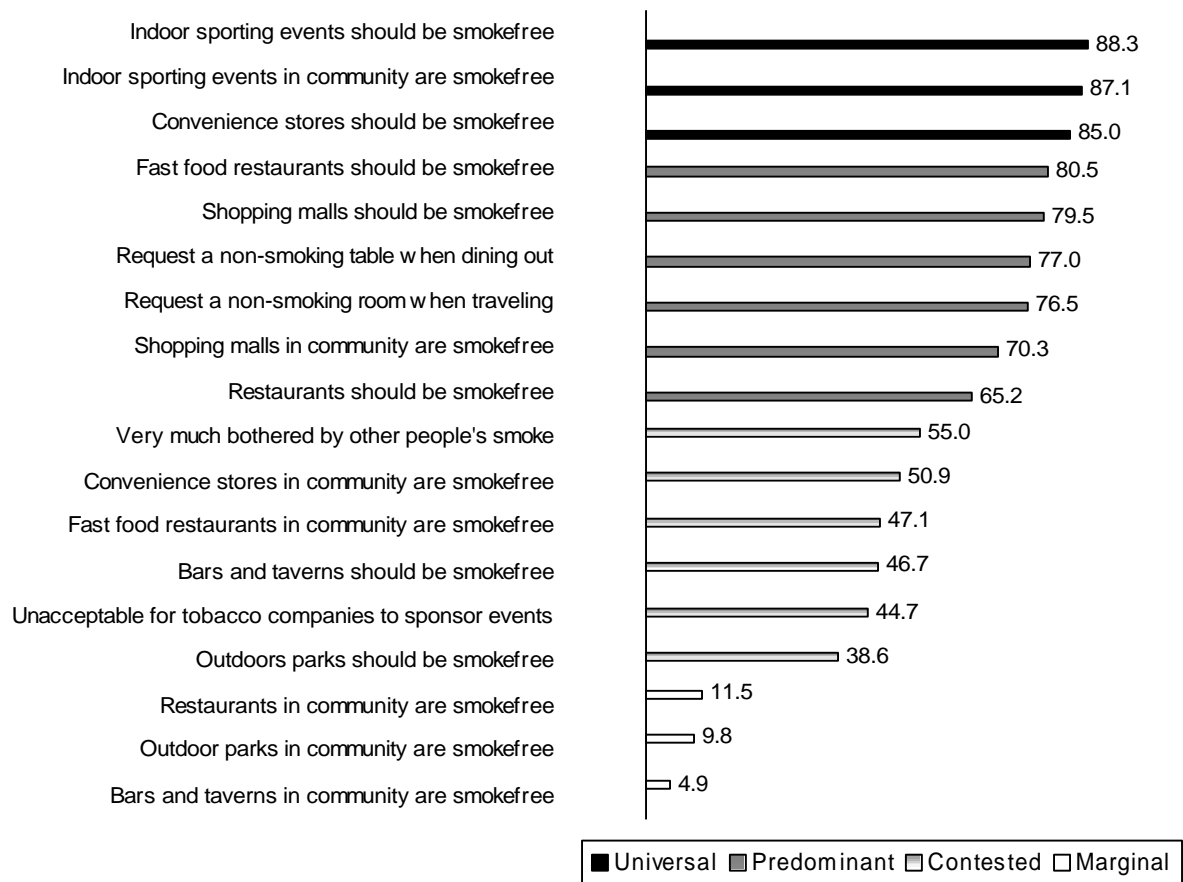 Indoor sporting events should be smokefree 88.3
Indoor sporting events in community are smokefree 87.1
Convenience stores should be smokefree 85.0
Fast food restaurants should be smokefree 80.5
Shopping malls should be smokefree 79.5
Request a non-smoking table when dining out 77.0
Request a non-smoking room when traveling 76.5
Shopping malls in community are smokefree 70.3
Restaurants should be smokefree 65.2
Very much bothered by other people's smoke 55.0
Convenience stores in community are smokefree 50.9
Fast food restaurants in community are smokefree 47.1
Bars and taverns should be smokefree 46.7
Unacceptable for tobacco companies to sponsor events 44.7
Outdoors parks should be smokefree 38.6
Restaurants in community are smokefree 11.5
Outdoor parks in community are smokefree 9.8
Bars and taverns in community are smokefree 4.9
Universal Predominant Contested Marginal